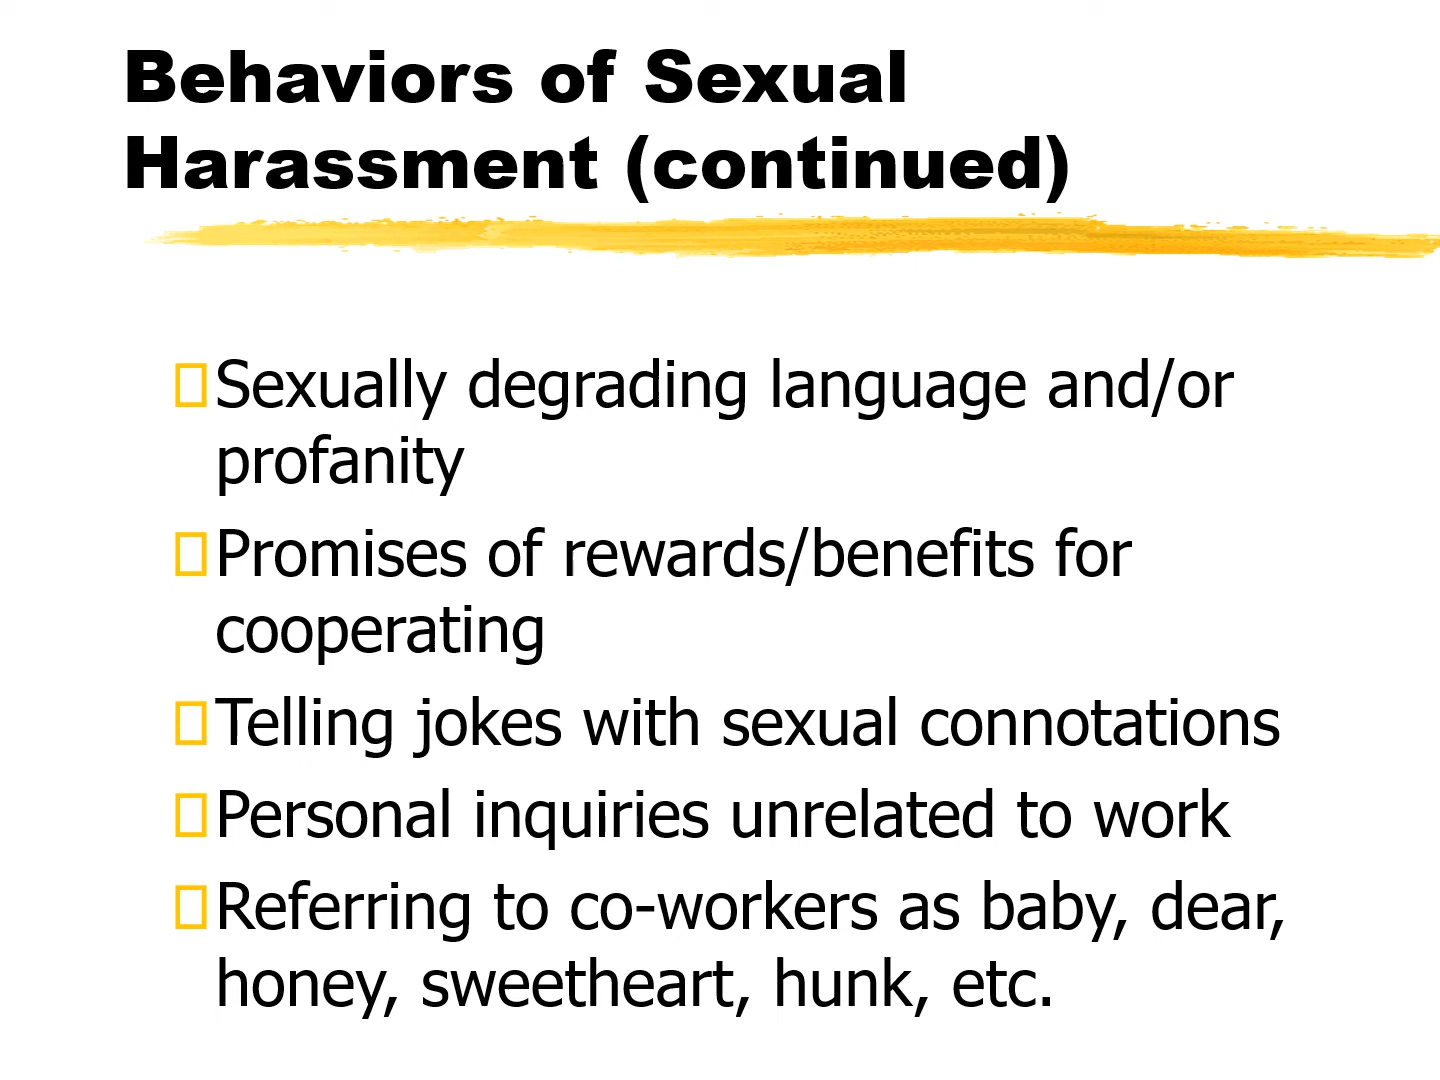 Behaviors of Sexual
Harassment (continued)
Sexually degrading language and/or
profanity
Promises of rewards/benefits for
cooperating
Telling jokes with sexual connotations
Personal inquiries unrelated to work
Referring to co-workers as baby, dear,
honey, sweetheart, hunk, etc.